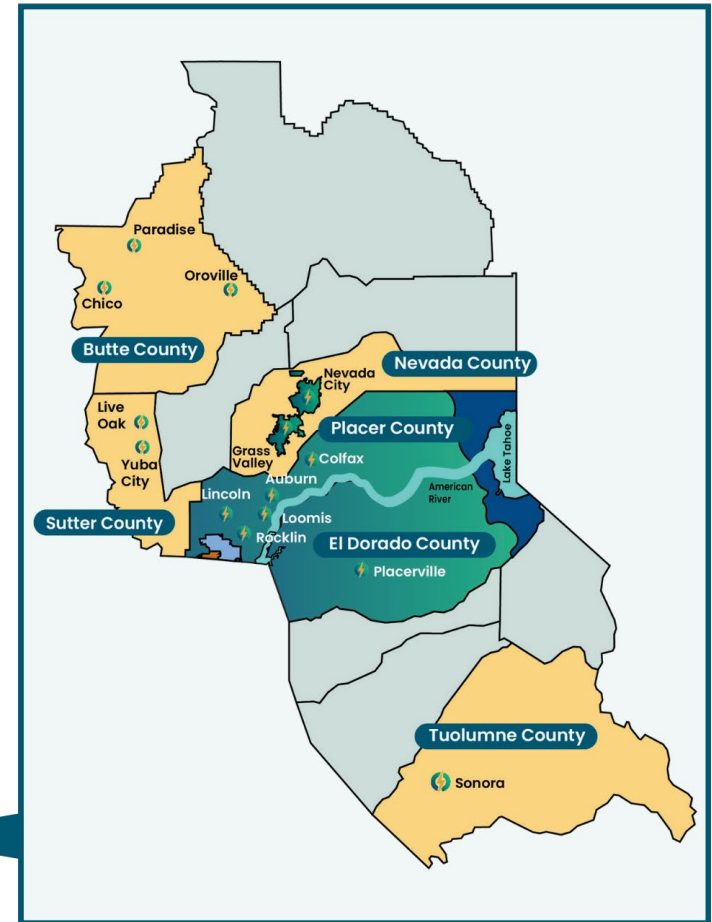 Paradise
Oroville
Chico
Butte County
Nevada County
Nevada
City
Live
Oak
Placer County
Grass
Valley
Colfax
Yuba
City
Auburn
Lake Tahoe
Lincoln
American
River
Sutter County
Loomis
Rocklin
El Dorado County
Placerville
Tuolumne County
Sonora